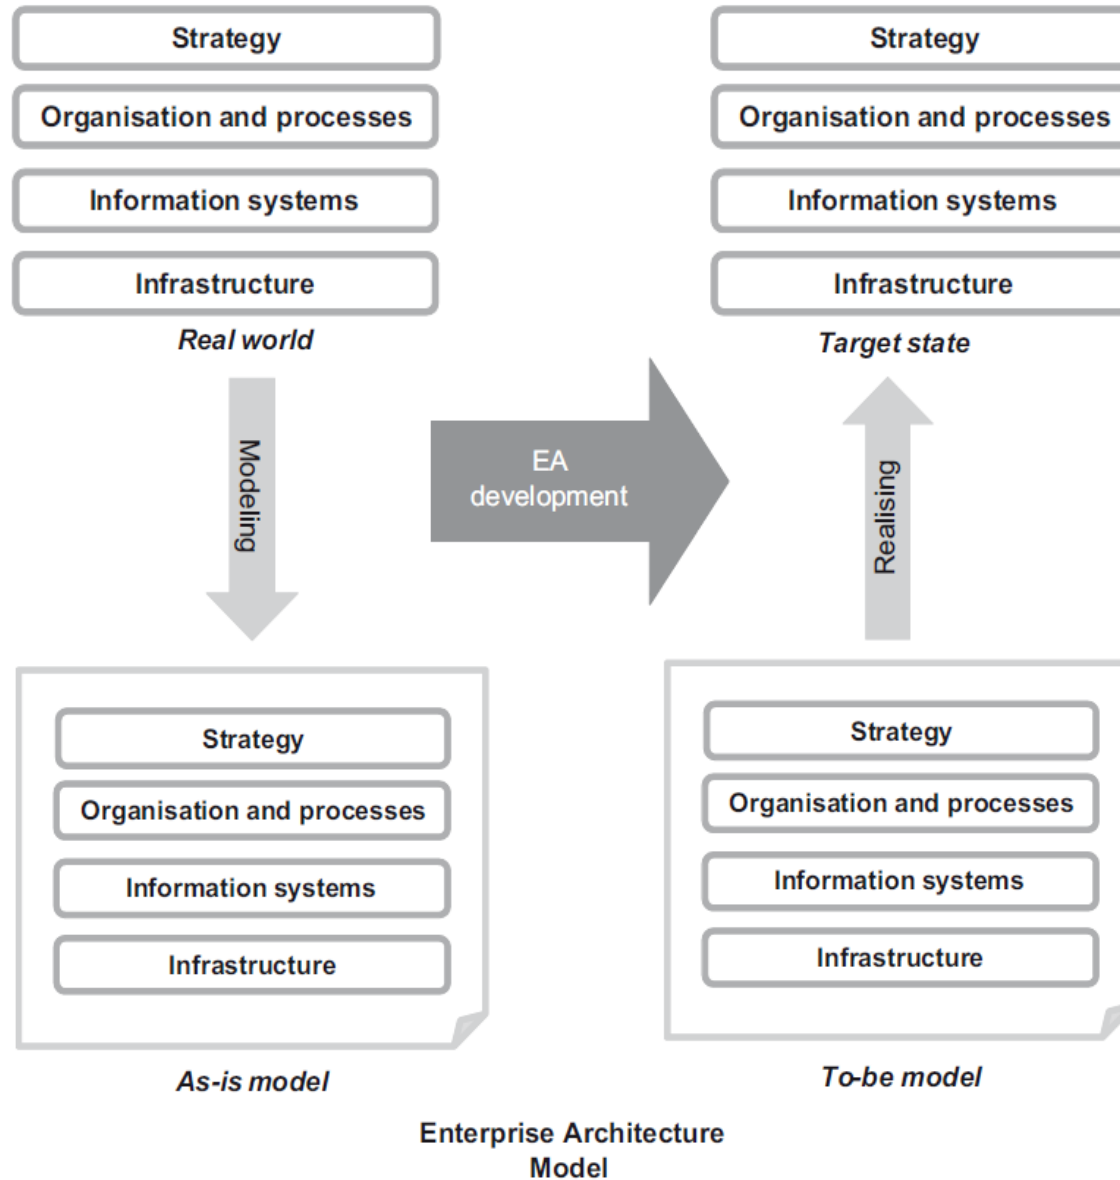 Strategy
Organisation and processes
Information systems
Infrastructure
Real world
Strategy
Organisation and processes
Information systems
Infrastructure
Target state
Modeling
EA
development
Realising
Strategy
Organisation and processes
Information systems
Infrastructure
As-is model
Strategy
Organisation and processes
Information systems
Infrastructure
To-be model
Enterprise Architecture
Model